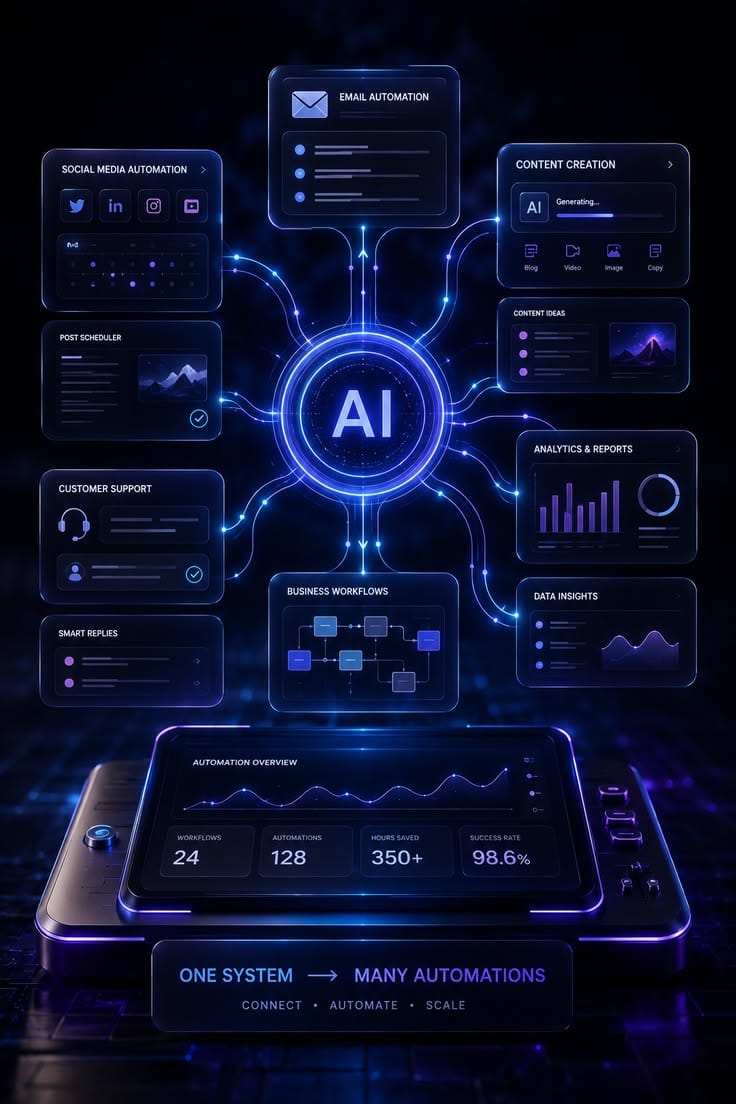 EMAIL AUTOMATION
SOCIAL MEDIA AUTOMATION
in
CONTENT CREATION
AI
Generating...
Blog
Video
Image
Copy
POST SCHEDULER
CONTENT IDEAS
AI
CUSTOMER SUPPORT
ANALYTICS & REPORTS
SMART REPLIES
BUSINESS WORKFLOWS
DATA INSIGHTS
AUTOMATION OVERVIEW
WORKFLOWS
24
AUTOMATIONS
128
HOURS SAVED
350+
SUCCESS RATE
98.6%
ONE SYSTEM → MANY AUTOMATIONS
CONNECT • AUTOMATE • SCALE